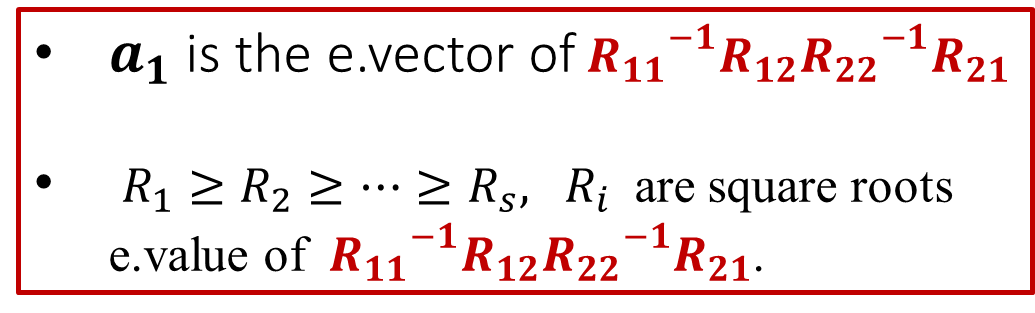 • a₁ is the e.vector of R₁₁⁻¹R₁₂R₂₂⁻¹R₂₁
• R₁ ≥ R₂ ≥ ⋯ ≥ Rₛ, Rᵢ are square roots
e.value of R₁₁⁻¹R₁₂R₂₂⁻¹R₂₁.